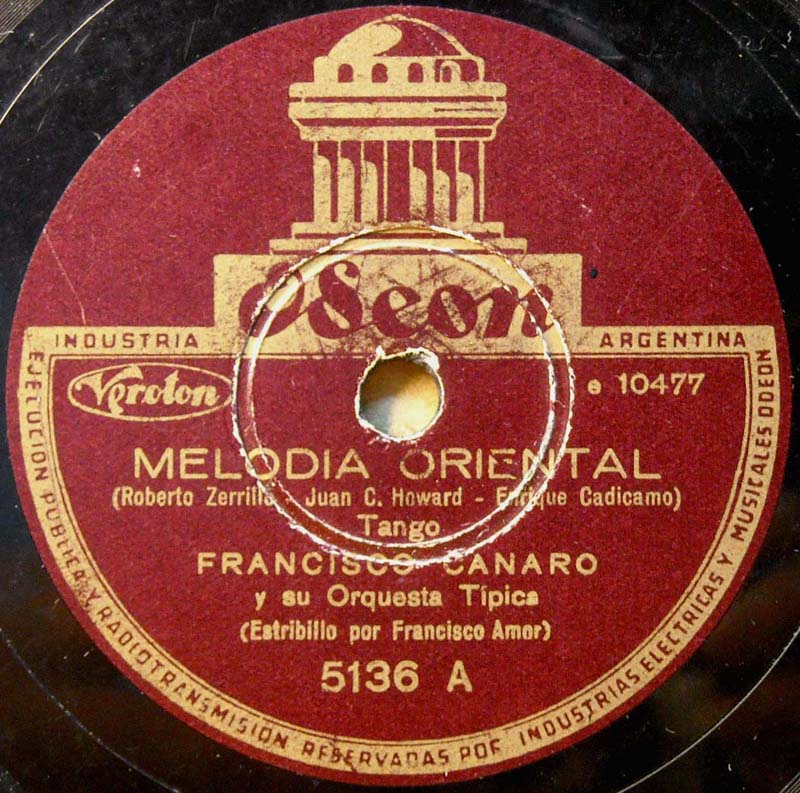 Odeon
INDUSTRIA ARGENTINA
Veroton
e 10477
MELODIA ORIENTAL
(Roberto Zerrillo - Juan C. Howard - Enrique Cadicamo)
Tango
FRANCISCO CANARO
y su Orquesta Típica
(Estribillo por Francisco Amor)
5136 A
EJECUCION PUBLICA Y RADIOTRANSMISIÓN RESERVADAS POR INDUSTRIAS ELECTRICAS Y MUSICALES ODEON